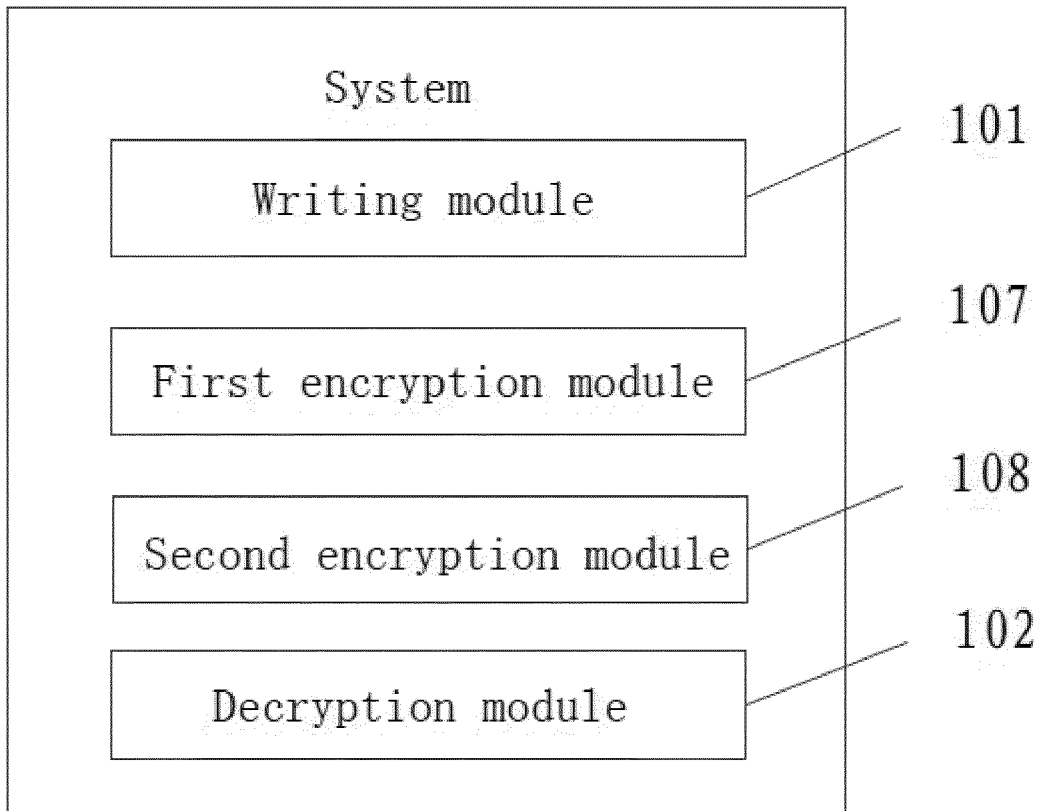 System
Writing module
101
First encryption module
107
Second encryption module
108
Decryption module
102